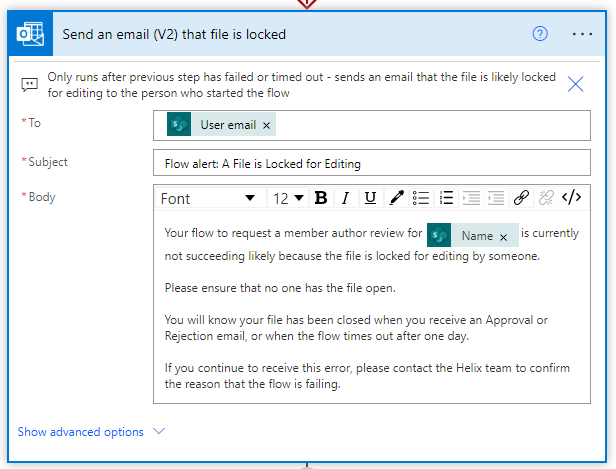 Send an email (V2) that file is locked
Only runs after previous step has failed or timed out - sends an email that the file is likely locked
for editing to the person who started the flow
* To
User email ×
* Subject
Flow alert: A File is Locked for Editing
* Body
Font 12 B I U </>
Your flow to request a member author review for Name × is currently
not succeeding likely because the file is locked for editing by someone.
Please ensure that no one has the file open.
You will know your file has been closed when you receive an Approval or
Rejection email, or when the flow times out after one day.
If you continue to receive this error, please contact the Helix team to confirm
the reason that the flow is failing.
Show advanced options